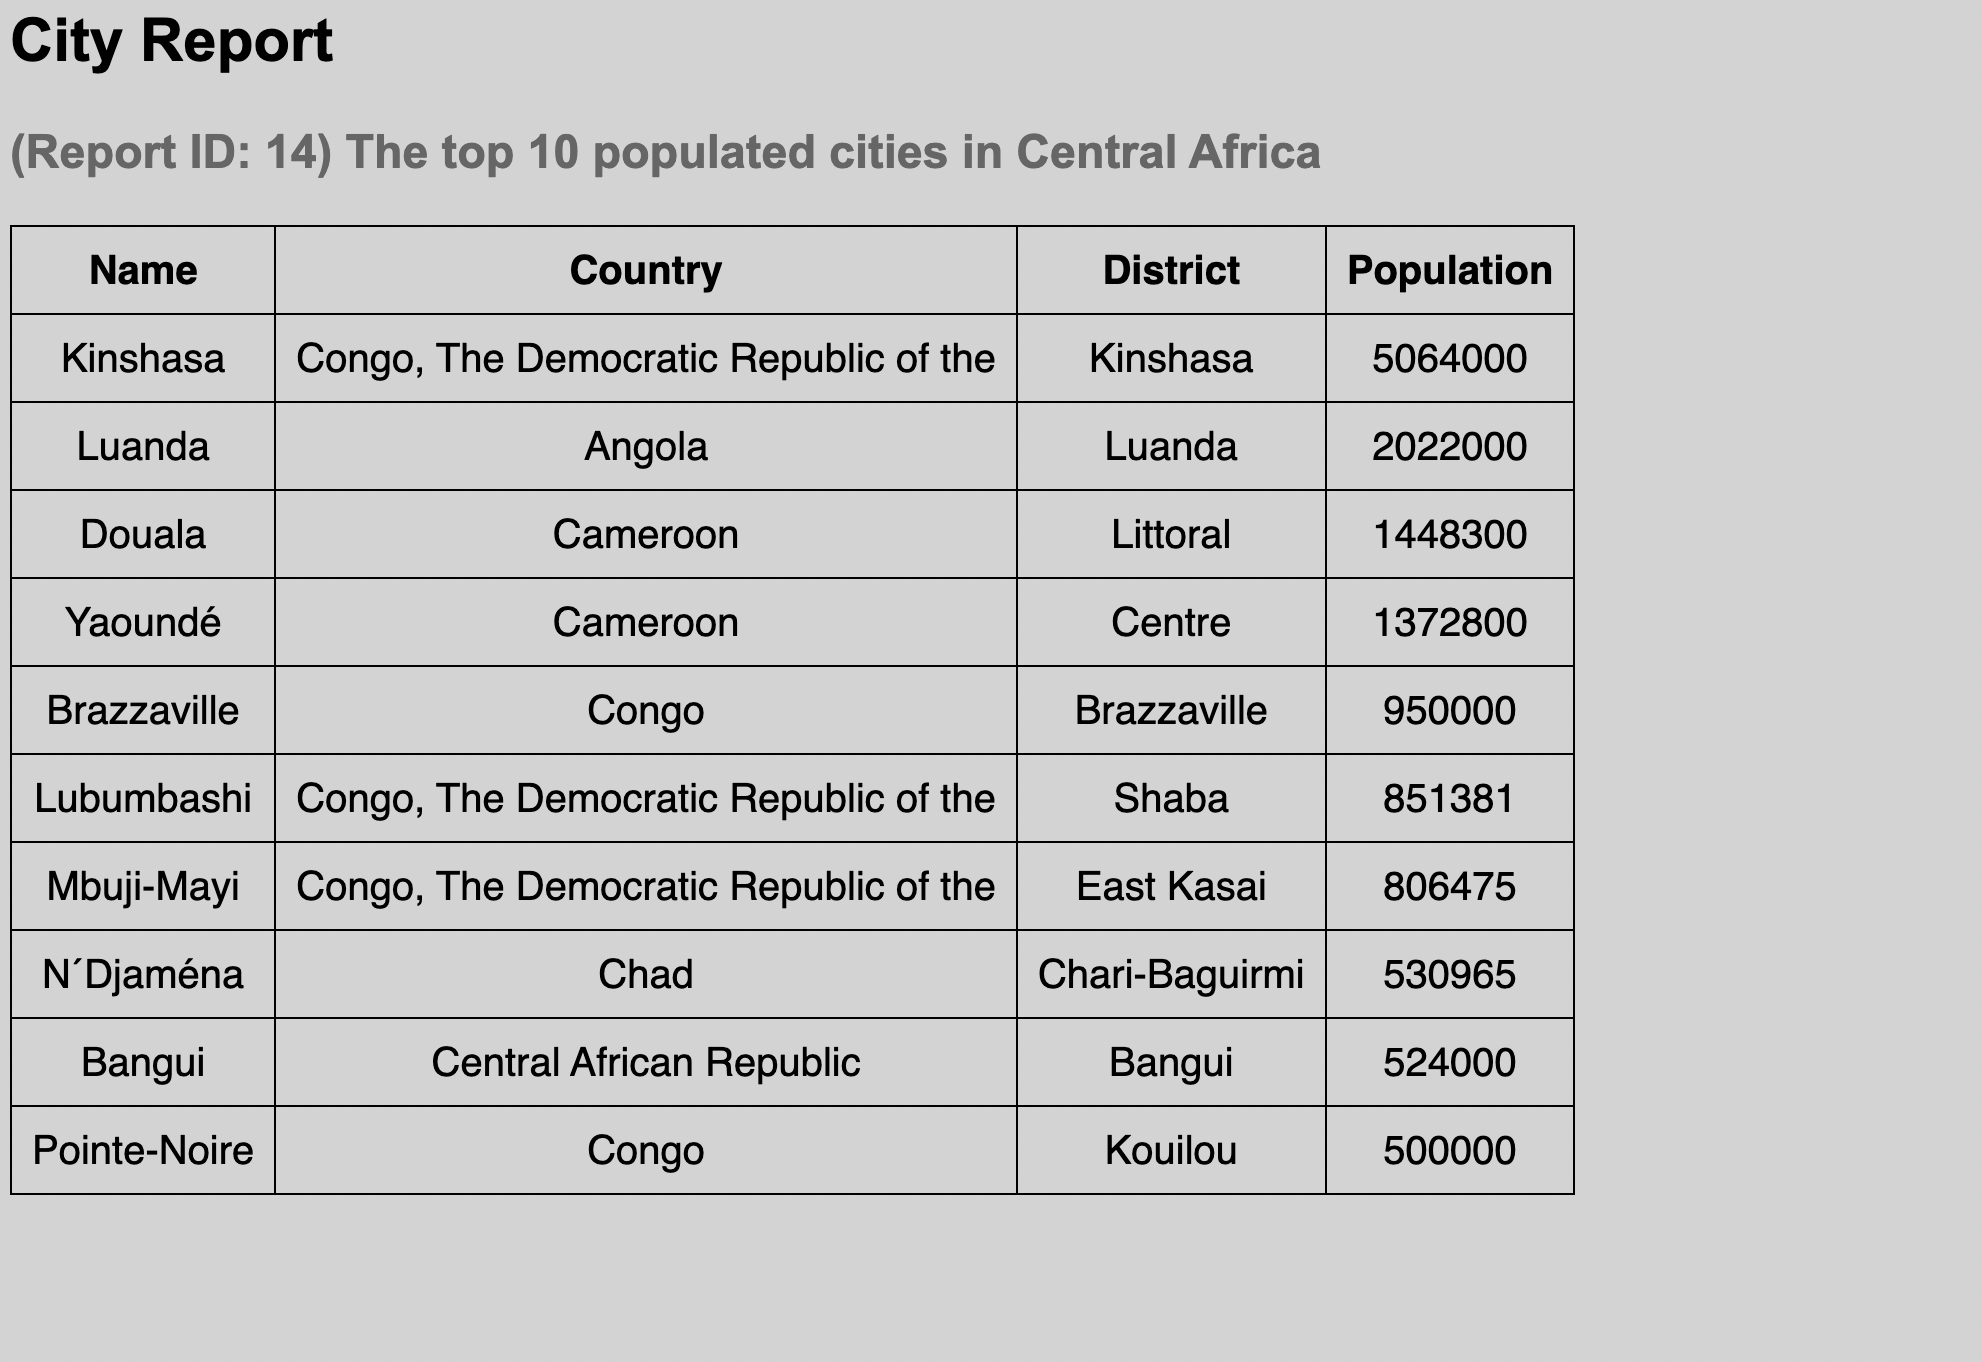 City Report
(Report ID: 14) The top 10 populated cities in Central Africa
Name Country District Population
Kinshasa Congo, The Democratic Republic of the Kinshasa 5064000
Luanda Angola Luanda 2022000
Douala Cameroon Littoral 1448300
Yaoundé Cameroon Centre 1372800
Brazzaville Congo Brazzaville 950000
Lubumbashi Congo, The Democratic Republic of the Shaba 851381
Mbuji-Mayi Congo, The Democratic Republic of the East Kasai 806475
N´Djaména Chad Chari-Baguirmi 530965
Bangui Central African Republic Bangui 524000
Pointe-Noire Congo Kouilou 500000